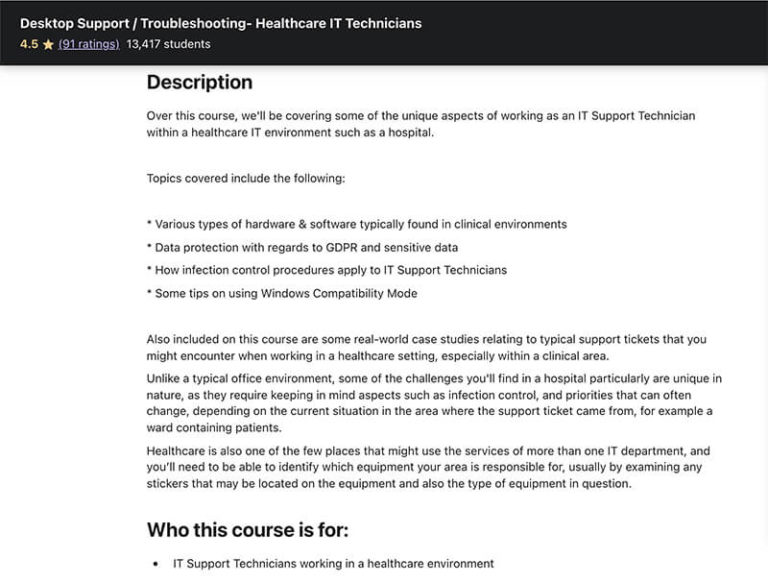 Desktop Support / Troubleshooting- Healthcare IT Technicians
4.5 ★ (91 ratings) 13,417 students
Description
Over this course, we'll be covering some of the unique aspects of working as an IT Support Technician
within a healthcare IT environment such as a hospital.
Topics covered include the following:
* Various types of hardware & software typically found in clinical environments
* Data protection with regards to GDPR and sensitive data
* How infection control procedures apply to IT Support Technicians
* Some tips on using Windows Compatibility Mode
Also included on this course are some real-world case studies relating to typical support tickets that you
might encounter when working in a healthcare setting, especially within a clinical area.
Unlike a typical office environment, some of the challenges you'll find in a hospital particularly are unique in
nature, as they require keeping in mind aspects such as infection control, and priorities that can often
change, depending on the current situation in the area where the support ticket came from, for example a
ward containing patients.
Healthcare is also one of the few places that might use the services of more than one IT department, and
you'll need to be able to identify which equipment your area is responsible for, usually by examining any
stickers that may be located on the equipment and also the type of equipment in question.
Who this course is for:
• IT Support Technicians working in a healthcare environment